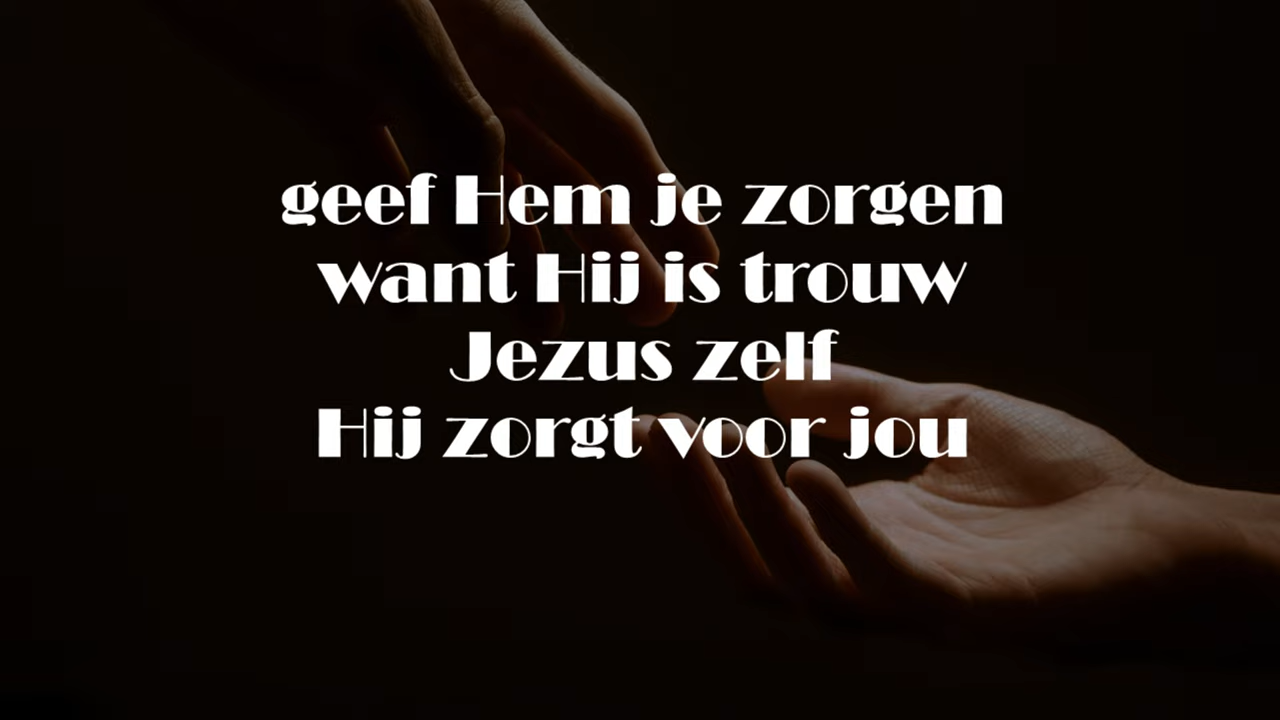 geef Hem je zorgen
want Hij is trouw
Jezus zelf
Hij zorgt voor jou